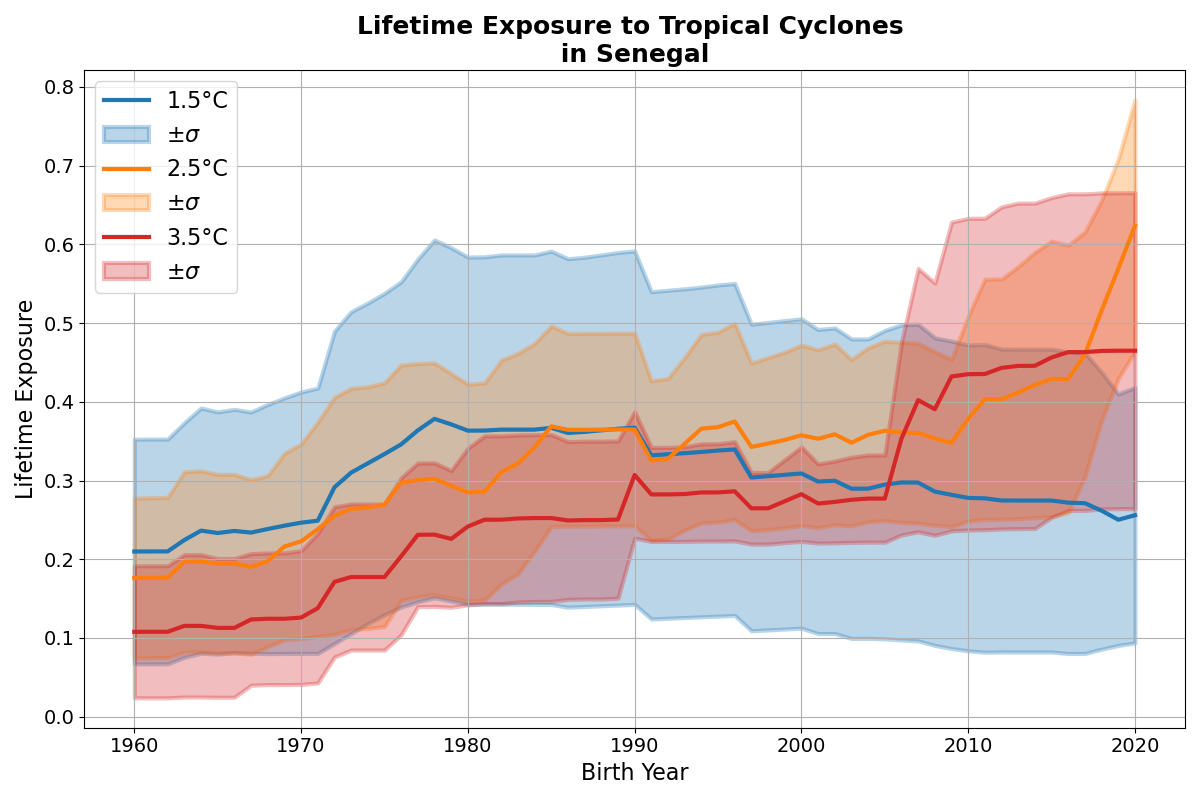 Lifetime Exposure to Tropical Cyclones
in Senegal
1.5°C
±σ
2.5°C
±σ
3.5°C
±σ
Lifetime Exposure
0.8
0.7
0.6
0.5
0.4
0.3
0.2
0.1
0.0
1960 1970 1980 1990 2000 2010 2020
Birth Year